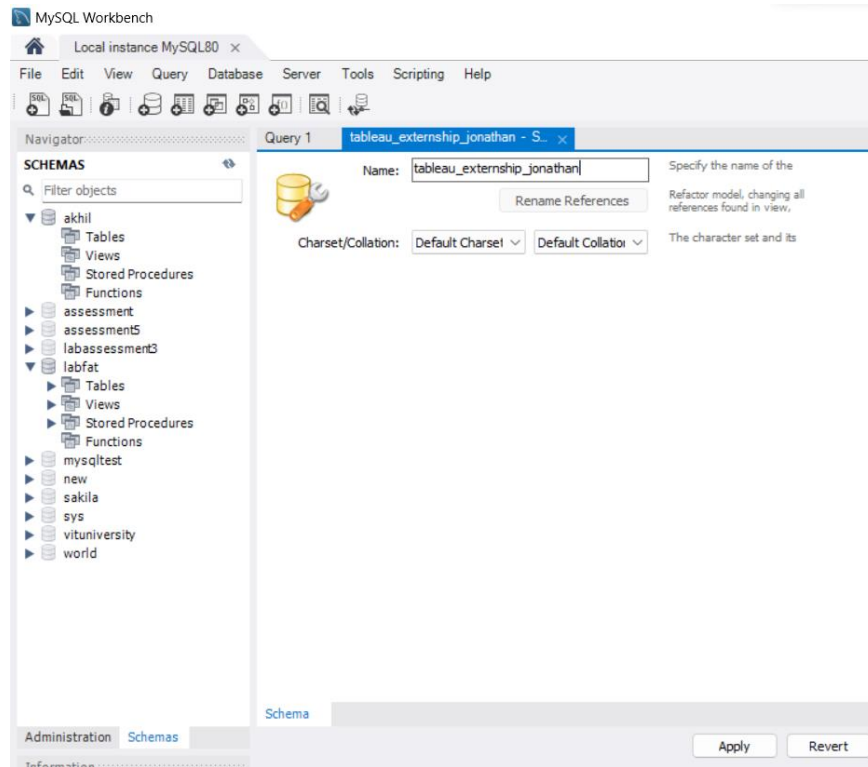 MySQL Workbench
Local instance MySQL80
File Edit View Query Database Server Tools Scripting Help
SQL SQL
Navigator
SCHEMAS
Filter objects
akhil
Tables
Views
Stored Procedures
Functions
assessment
assessment5
labassessment3
labfat
Tables
Views
Stored Procedures
Functions
mysqltest
new
sakila
sys
vituniversity
world
Administration Schemas
Information
Query 1 tableau_externship_jonathan - S...
Name: tableau_externship_jonathan Specify the name of the
Rename References Refactor model, changing all
references found in view,
Charset/Collation: Default Charset Default Collation The character set and its
Schema
Apply Revert